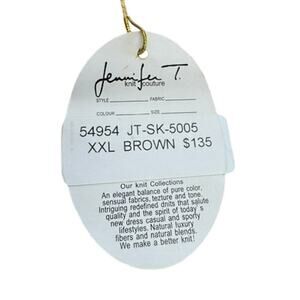 Jennifer T.
knit couture
STYLE FABRIC
COLOUR SIZE
54954 JT-SK-5005
XXL BROWN $135
Our knit Collections
An elegant balance of pure color,
sensual fabrics, texture and tone.
Intriguing redefined dnits that salute
quality and the spirit of today's
new dress casual and sporty
lifestyles. Natural luxury
fibers and natural blends.
We make a better knit!